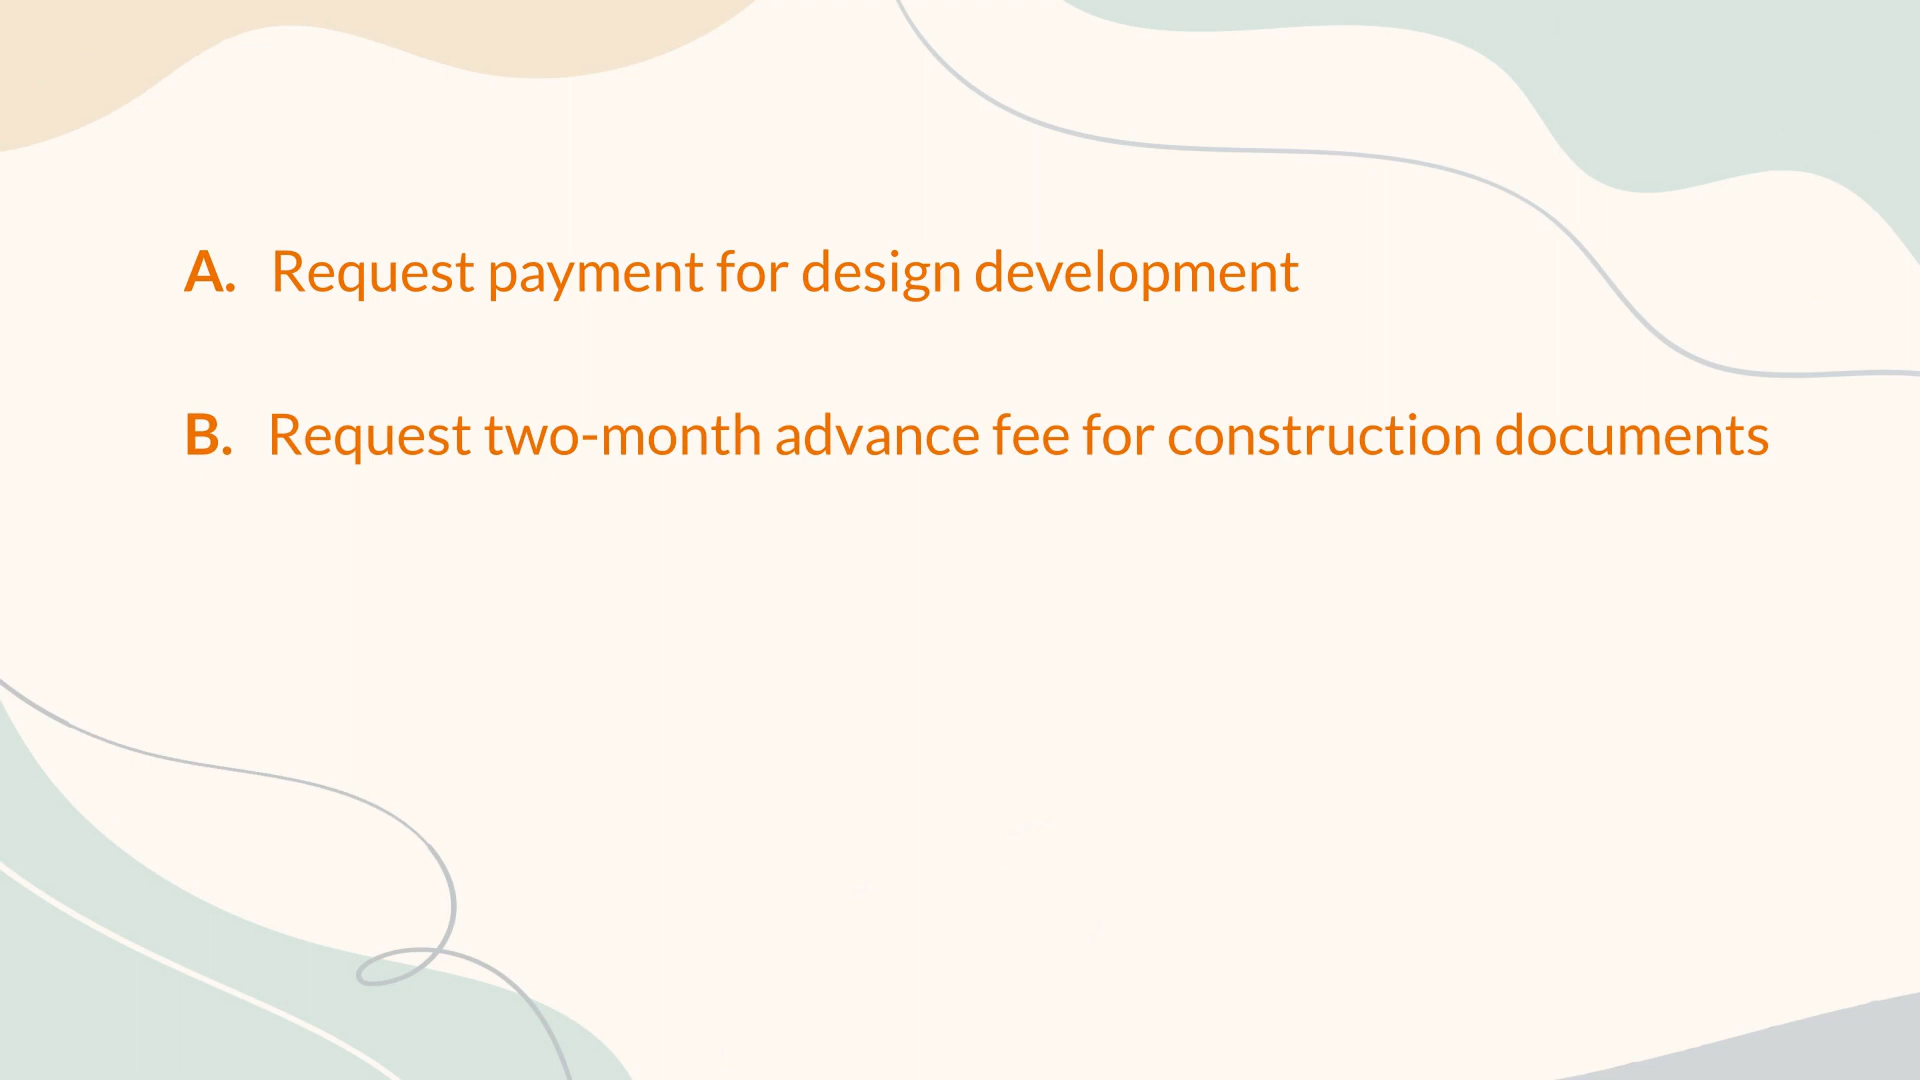 A. Request payment for design development
B. Request two-month advance fee for construction documents